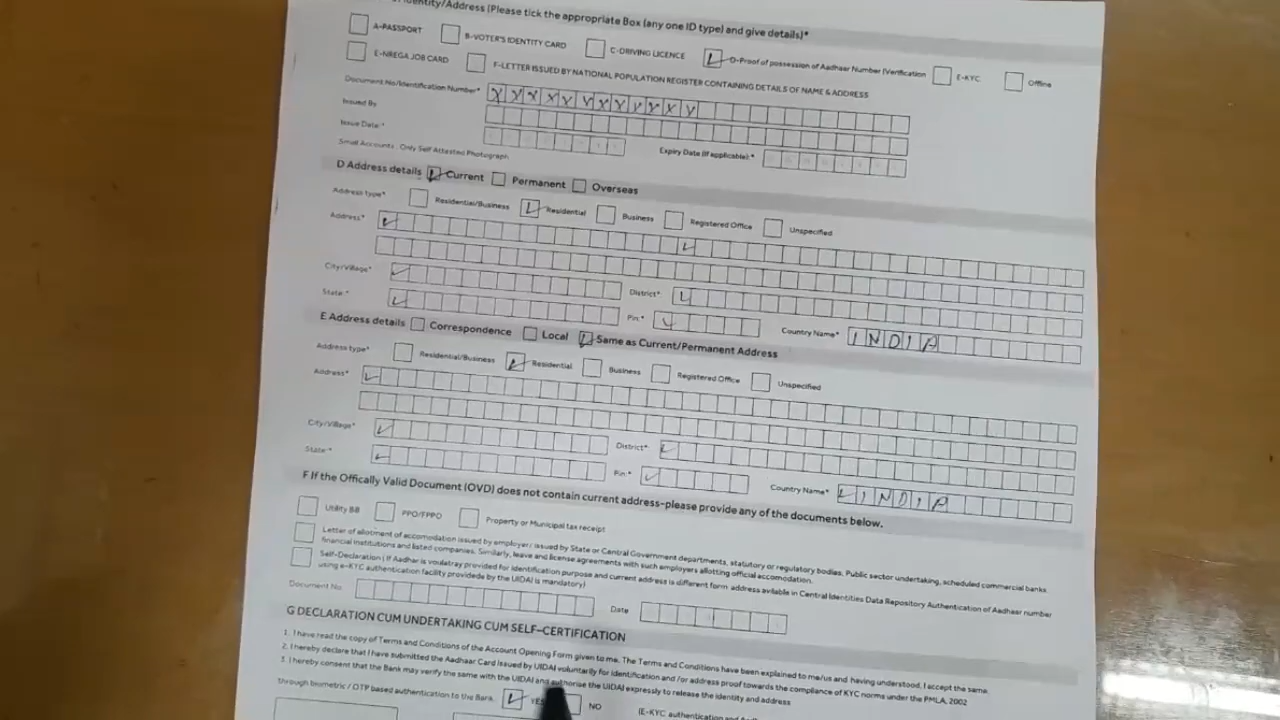 Identity/Address (Please tick the appropriate Box (any one ID type) and give details)*
A-PASSPORT B-VOTER'S IDENTITY CARD C-DRIVING LICENCE D-Proof of possession of Aadhaar Number (Verification E-KYC Offline
E-NREGA JOB CARD F-LETTER ISSUED BY NATIONAL POPULATION REGISTER CONTAINING DETAILS OF NAME & ADDRESS
Document No/Identification Number*
Issued By
Issue Date:* Expiry Date (If applicable):*
Small Accounts: Only Self Attested Photograph
D Address details Current Permanent Overseas
Address type* Residential/Business Residential Business Registered Office Unspecified
Address*
City/Village* District*
State:* Pin:* Country Name* INDIA
E Address details Correspondence Local Same as Current/Permanent Address
Address type* Residential/Business Residential Business Registered Office Unspecified
Address*
City/Village* District*
State:* Pin:* Country Name* INDIA
F If the Offically Valid Document (OVD) does not contain current address-please provide any of the documents below.
Utility Bill PPO/FPPO Property or Municipal tax receipt
Letter of allotment of accomodation issued by employer: issued by State or Central Government departments, statutory or regulatory bodies, Public sector undertaking, scheduled commercial banks
financial institutions and listed companies. Similarly, leave and license agreements with such employers allotting official accomodation.
Self-Declaration ( If Aadhar is voulatray provided for identification purpose and current address is different form address avilable in Central Identities Data Repository Authentication of Aadhaar number
using e-KYC authentication facility providede by the UIDAI is mandatory)
Document No. Date
G DECLARATION CUM UNDERTAKING CUM SELF-CERTIFICATION
1. I have read the copy of Terms and Conditions of the Account Opening Form given to me. The Terms and Conditions have been explained to me/us and having understood, I accept the same.
2. I hereby declare that I have submitted the Aadhaar Card issued by UIDAI voluntarily for identification and /or address proof towards the compliance of KYC norms under the PMLA, 2002
3. I hereby consent that the Bank may verify the same with the UIDAI and authorise the UIDAI expressly to release the identity and address
through biometric / OTP based authentication to the Bank. YES NO (E-KYC authentication and